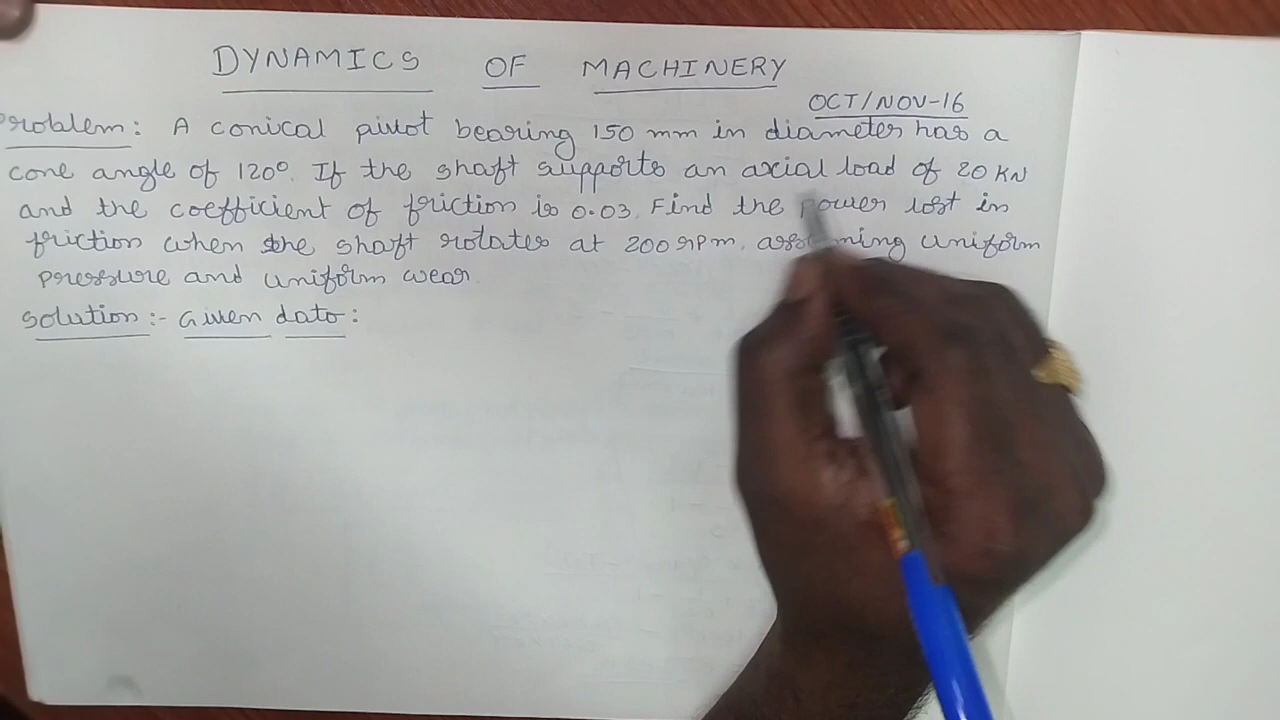 DYNAMICS OF MACHINERY
OCT/NOV-16
Problem: A conical pivot bearing 150 mm in diameter has a
cone angle of 120°. If the shaft supports an axial load of 20 KN
and the coefficient of friction is 0.03. Find the power lost in
friction when the shaft rotates at 200 rpm. assuming uniform
pressure and uniform wear.
Solution:- Given data: